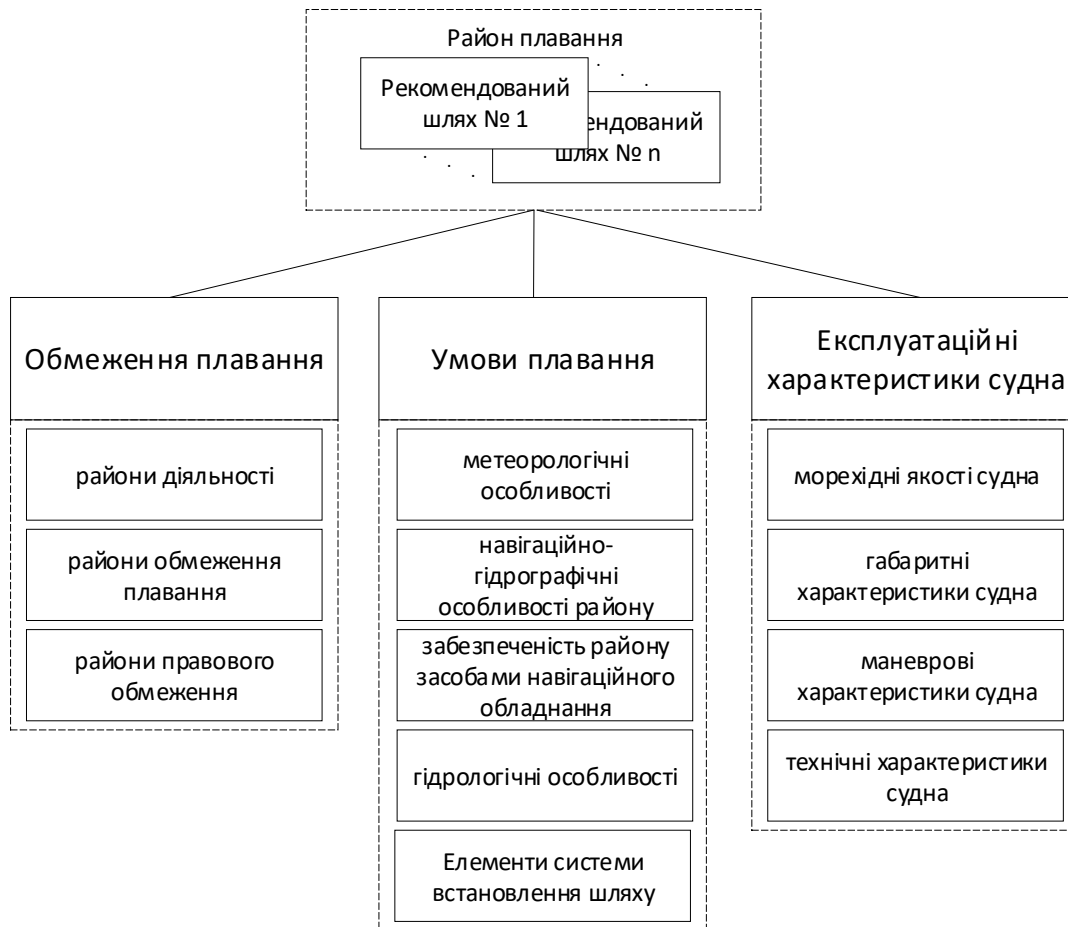 Район плавання
Рекомендований
шлях № 1
ендований
шлях № n
Обмеження плавання
райони діяльності
райони обмеження
плавання
райони правового
обмеження
Умови плавання
метеорологічні
особливості
навігаційно-
гідрографічні
особливості району
забезпеченість району
засобами навігаційного
обладнання
гідрологічні особливості
Елементи системи
встановлення шляху
Експлуатаційні
характеристики судна
морехідні якості судна
габаритні
характеристики судна
маневрові
характеристики судна
технічні характеристики
судна